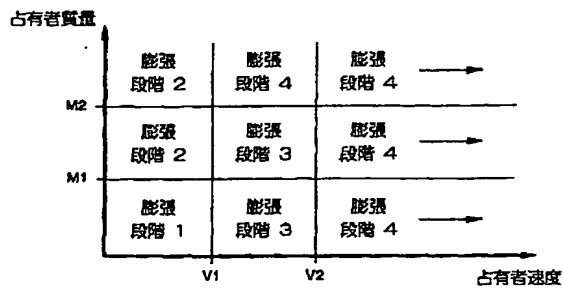 占有者質量
膨張 膨張 膨張
段階 2 段階 4 段階 4
M2
膨張 膨張 膨張
段階 2 段階 3 段階 4
M1
膨張 膨張 膨張
段階 1 段階 3 段階 4
V1 V2
占有者速度